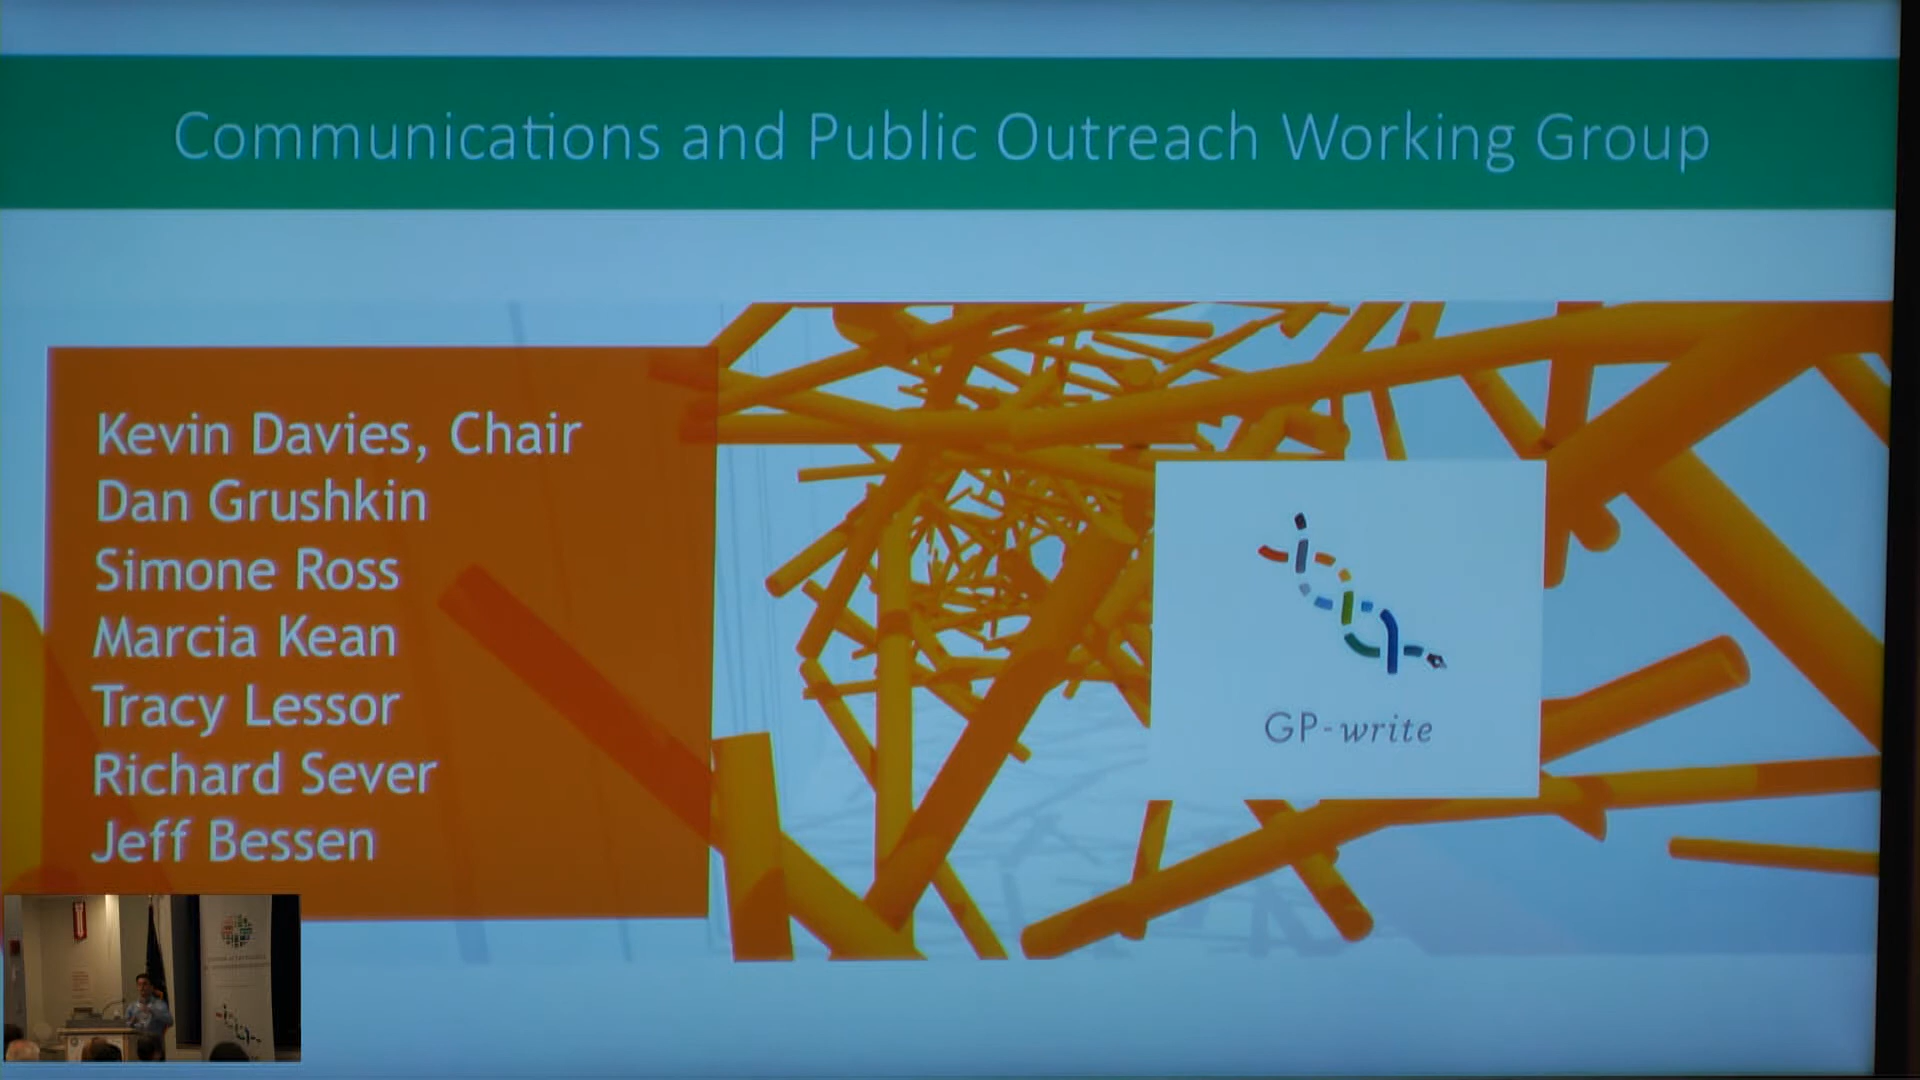 Communications and Public Outreach Working Group
Kevin Davies, Chair
Dan Grushkin
Simone Ross
Marcia Kean
Tracy Lessor
Richard Sever
Jeff Bessen
GP-write